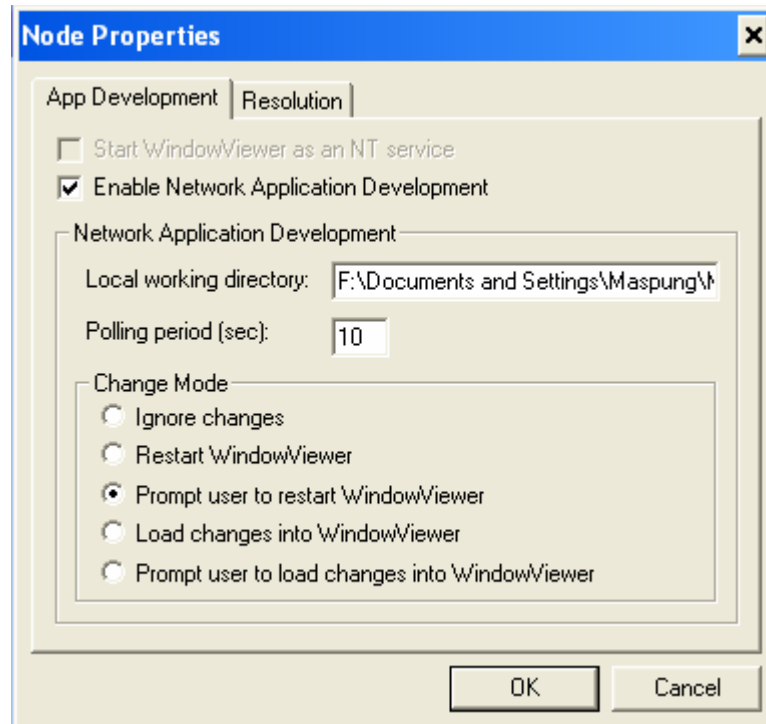 Node Properties
App Development
Resolution
Start WindowViewer as an NT service
Enable Network Application Development
Network Application Development
Local working directory: F:\Documents and Settings\Maspung\
Polling period (sec): 10
Change Mode
Ignore changes
Restart WindowViewer
Prompt user to restart WindowViewer
Load changes into WindowViewer
Prompt user to load changes into WindowViewer
OK
Cancel